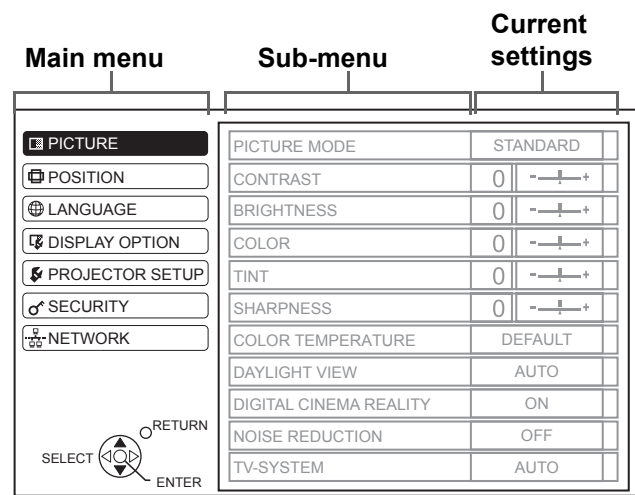 Main menu
Sub-menu
Current
settings
PICTURE
POSITION
LANGUAGE
DISPLAY OPTION
PROJECTOR SETUP
SECURITY
NETWORK
PICTURE MODE STANDARD
CONTRAST 0 - +
BRIGHTNESS 0 - +
COLOR 0 - +
TINT 0 - +
SHARPNESS 0 - +
COLOR TEMPERATURE DEFAULT
DAYLIGHT VIEW AUTO
DIGITAL CINEMA REALITY ON
NOISE REDUCTION OFF
TV-SYSTEM AUTO
RETURN
SELECT
ENTER